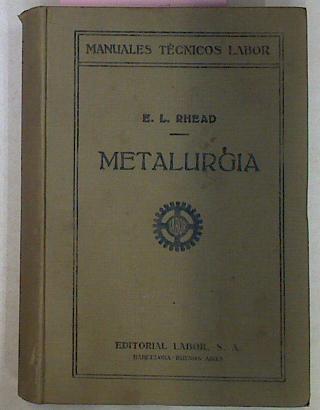 MANUALES TÉCNICOS LABOR
E. L. RHEAD
METALURGIA
EDITORIAL LABOR, S. A.
BARCELONA-BUENOS AIRES